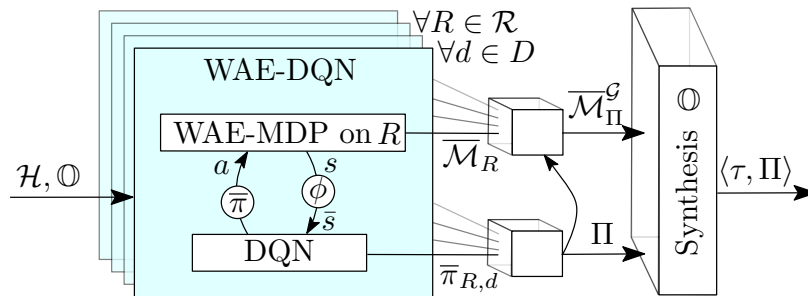 ∀R ∈ 𝓡
∀d ∈ D
WAE-DQN
WAE-MDP on R
a
s
π̅
ϕ
s̅
DQN
𝓗, 𝕆
ℳ̅_R
π̅_{R,d}
ℳ̅_Π^𝒢
Π
Synthesis 𝕆
⟨τ, Π⟩